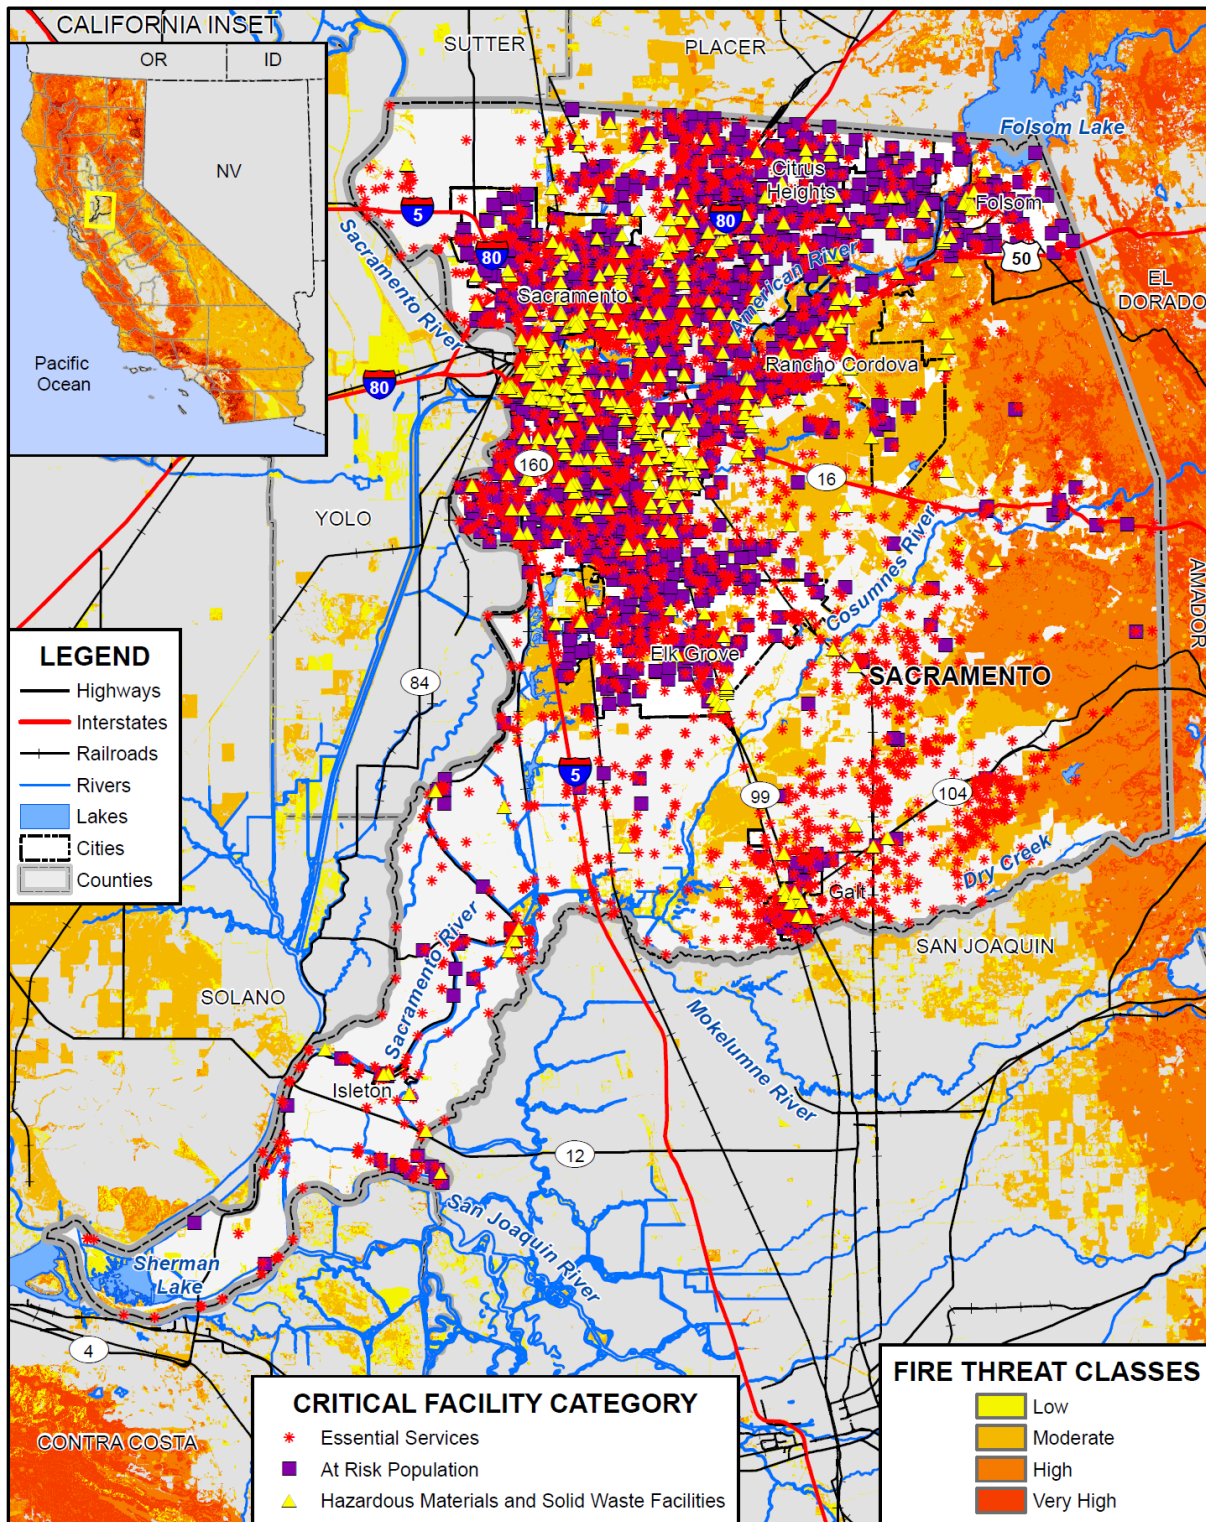 CALIFORNIA INSET
OR
ID
NV
Pacific
Ocean
SUTTER
PLACER
Folsom Lake
Citrus
Heights
Folsom
5
80
80
50
EL
DORADO
Sacramento River
Sacramento
American River
Rancho Cordova
80
160
16
YOLO
Cosumnes River
AMADOR
Elk Grove
SACRAMENTO
84
5
99
104
Dry Creek
Galt
SAN JOAQUIN
SOLANO
Sacramento River
Mokelumne River
Isleton
12
San Joaquin River
Sherman
Lake
4
CONTRA COSTA
LEGEND
Highways
Interstates
Railroads
Rivers
Lakes
Cities
Counties
CRITICAL FACILITY CATEGORY
Essential Services
At Risk Population
Hazardous Materials and Solid Waste Facilities
FIRE THREAT CLASSES
Low
Moderate
High
Very High